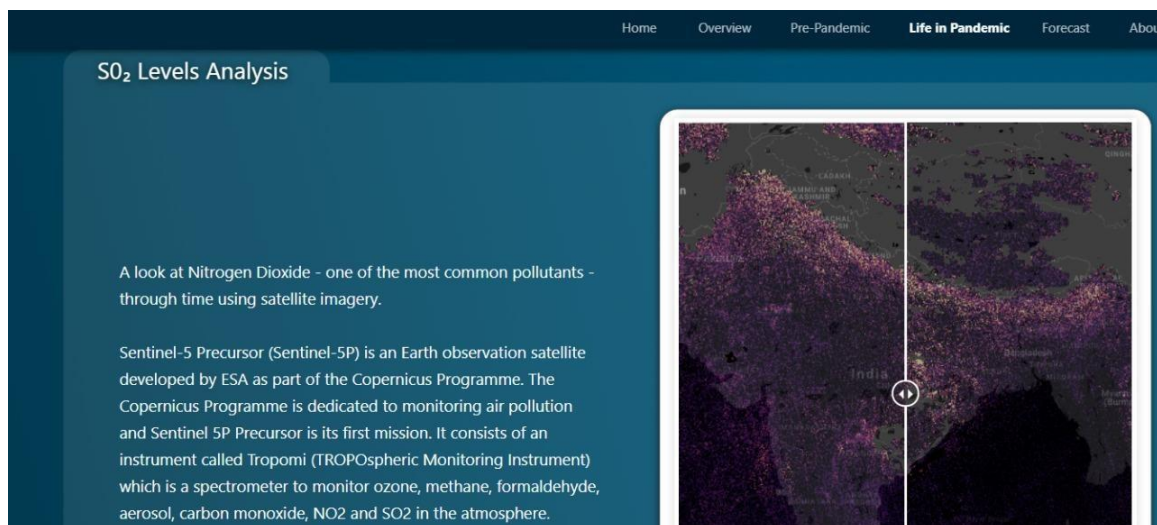 Home Overview Pre-Pandemic Life in Pandemic Forecast Abou
S0₂ Levels Analysis
A look at Nitrogen Dioxide - one of the most common pollutants -
through time using satellite imagery.
Sentinel-5 Precursor (Sentinel-5P) is an Earth observation satellite
developed by ESA as part of the Copernicus Programme. The
Copernicus Programme is dedicated to monitoring air pollution
and Sentinel 5P Precursor is its first mission. It consists of an
instrument called Tropomi (TROPOspheric Monitoring Instrument)
which is a spectrometer to monitor ozone, methane, formaldehyde,
aerosol, carbon monoxide, NO2 and SO2 in the atmosphere.
LADAKH
JAMMU AND
KASHMIR
India